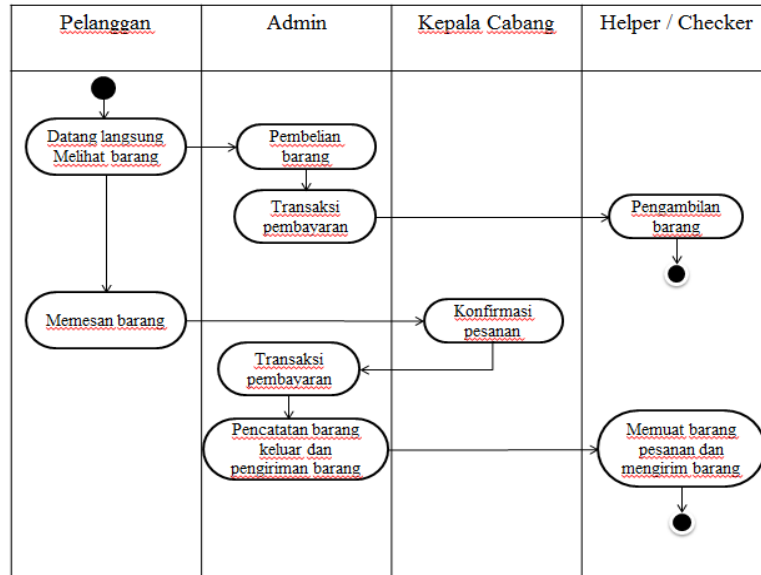 Pelanggan
Admin
Kepala Cabang
Helper / Checker
Datang langsung
Melihat barang
Pembelian
barang
Transaksi
pembayaran
Pengambilan
barang
Memesan barang
Konfirmasi
pesanan
Transaksi
pembayaran
Pencatatan barang
keluar dan
pengiriman barang
Memuat barang
pesanan dan
mengirim barang